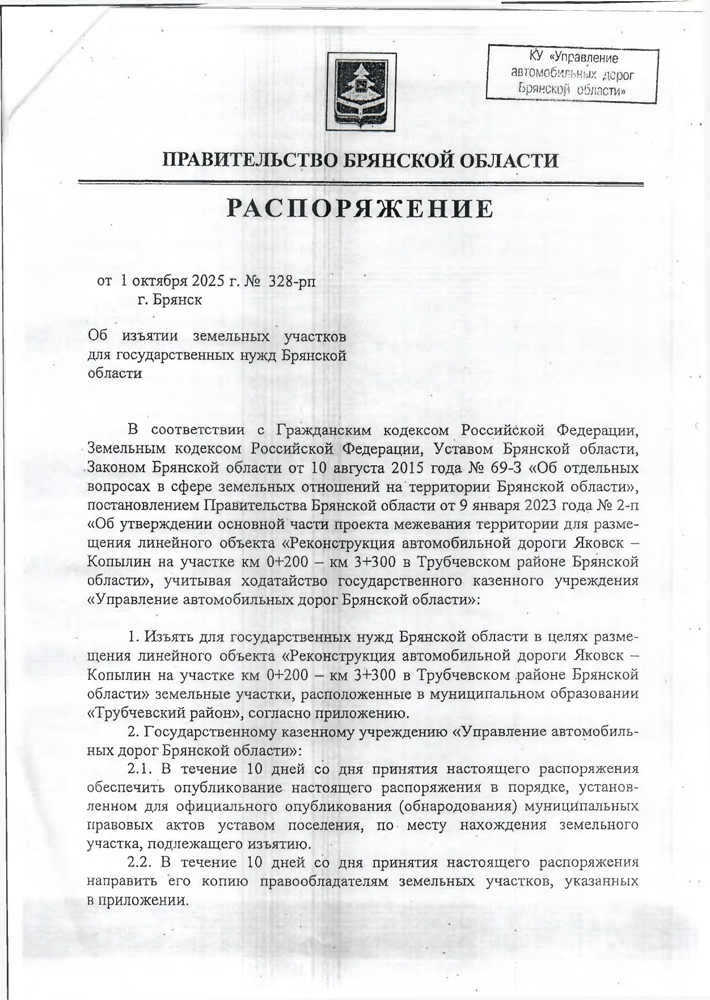 КУ «Управление
автомобильных дорог
Брянской области»
ПРАВИТЕЛЬСТВО БРЯНСКОЙ ОБЛАСТИ
РАСПОРЯЖЕНИЕ
от 1 октября 2025 г. № 328-рп
г. Брянск
Об изъятии земельных участков
для государственных нужд Брянской
области
В соответствии с Гражданским кодексом Российской Федерации,
Земельным кодексом Российской Федерации, Уставом Брянской области,
Законом Брянской области от 10 августа 2015 года № 69-З «Об отдельных
вопросах в сфере земельных отношений на территории Брянской области»,
постановлением Правительства Брянской области от 9 января 2023 года № 2-п
«Об утверждении основной части проекта межевания территории для разме-
щения линейного объекта «Реконструкция автомобильной дороги Яковск –
Копылин на участке км 0+200 – км 3+300 в Трубчевском районе Брянской
области», учитывая ходатайство государственного казенного учреждения
«Управление автомобильных дорог Брянской области»:
1. Изъять для государственных нужд Брянской области в целях разме-
щения линейного объекта «Реконструкция автомобильной дороги Яковск –
Копылин на участке км 0+200 – км 3+300 в Трубчевском районе Брянской
области» земельные участки, расположенные в муниципальном образовании
«Трубчевский район», согласно приложению.
2. Государственному казенному учреждению «Управление автомобиль-
ных дорог Брянской области»:
2.1. В течение 10 дней со дня принятия настоящего распоряжения
обеспечить опубликование настоящего распоряжения в порядке, установ-
ленном для официального опубликования (обнародования) муниципальных
правовых актов уставом поселения, по месту нахождения земельного
участка, подлежащего изъятию.
2.2. В течение 10 дней со дня принятия настоящего распоряжения
направить его копию правообладателям земельных участков, указанных
в приложении.